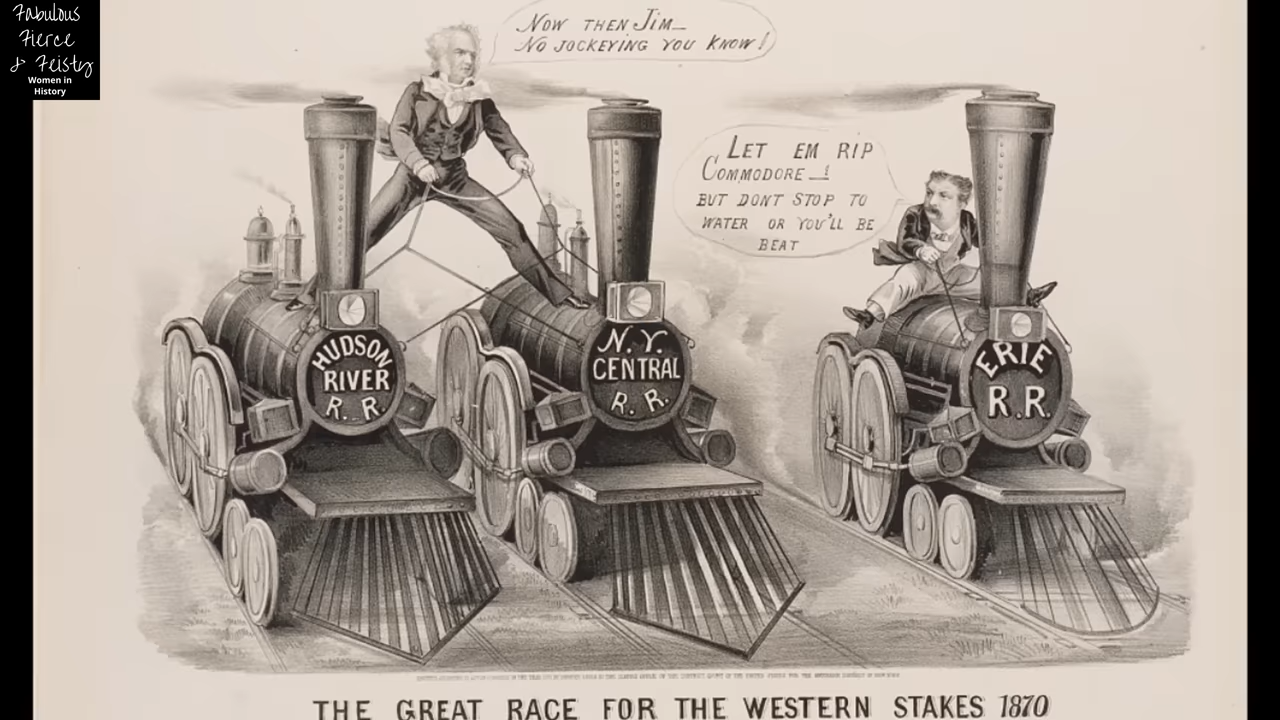 Fabulous
Fierce
& Feisty
Women in
History
NOW THEN JIM_
NO JOCKEYING YOU KNOW!
LET EM RIP
COMMODORE_!
BUT DONT STOP TO
WATER OR YOU'LL BE
BEAT
HUDSON
RIVER
R. R.
N. Y.
CENTRAL
R. R.
ERIE
R.R.
THE GREAT RACE FOR THE WESTERN STAKES 1870